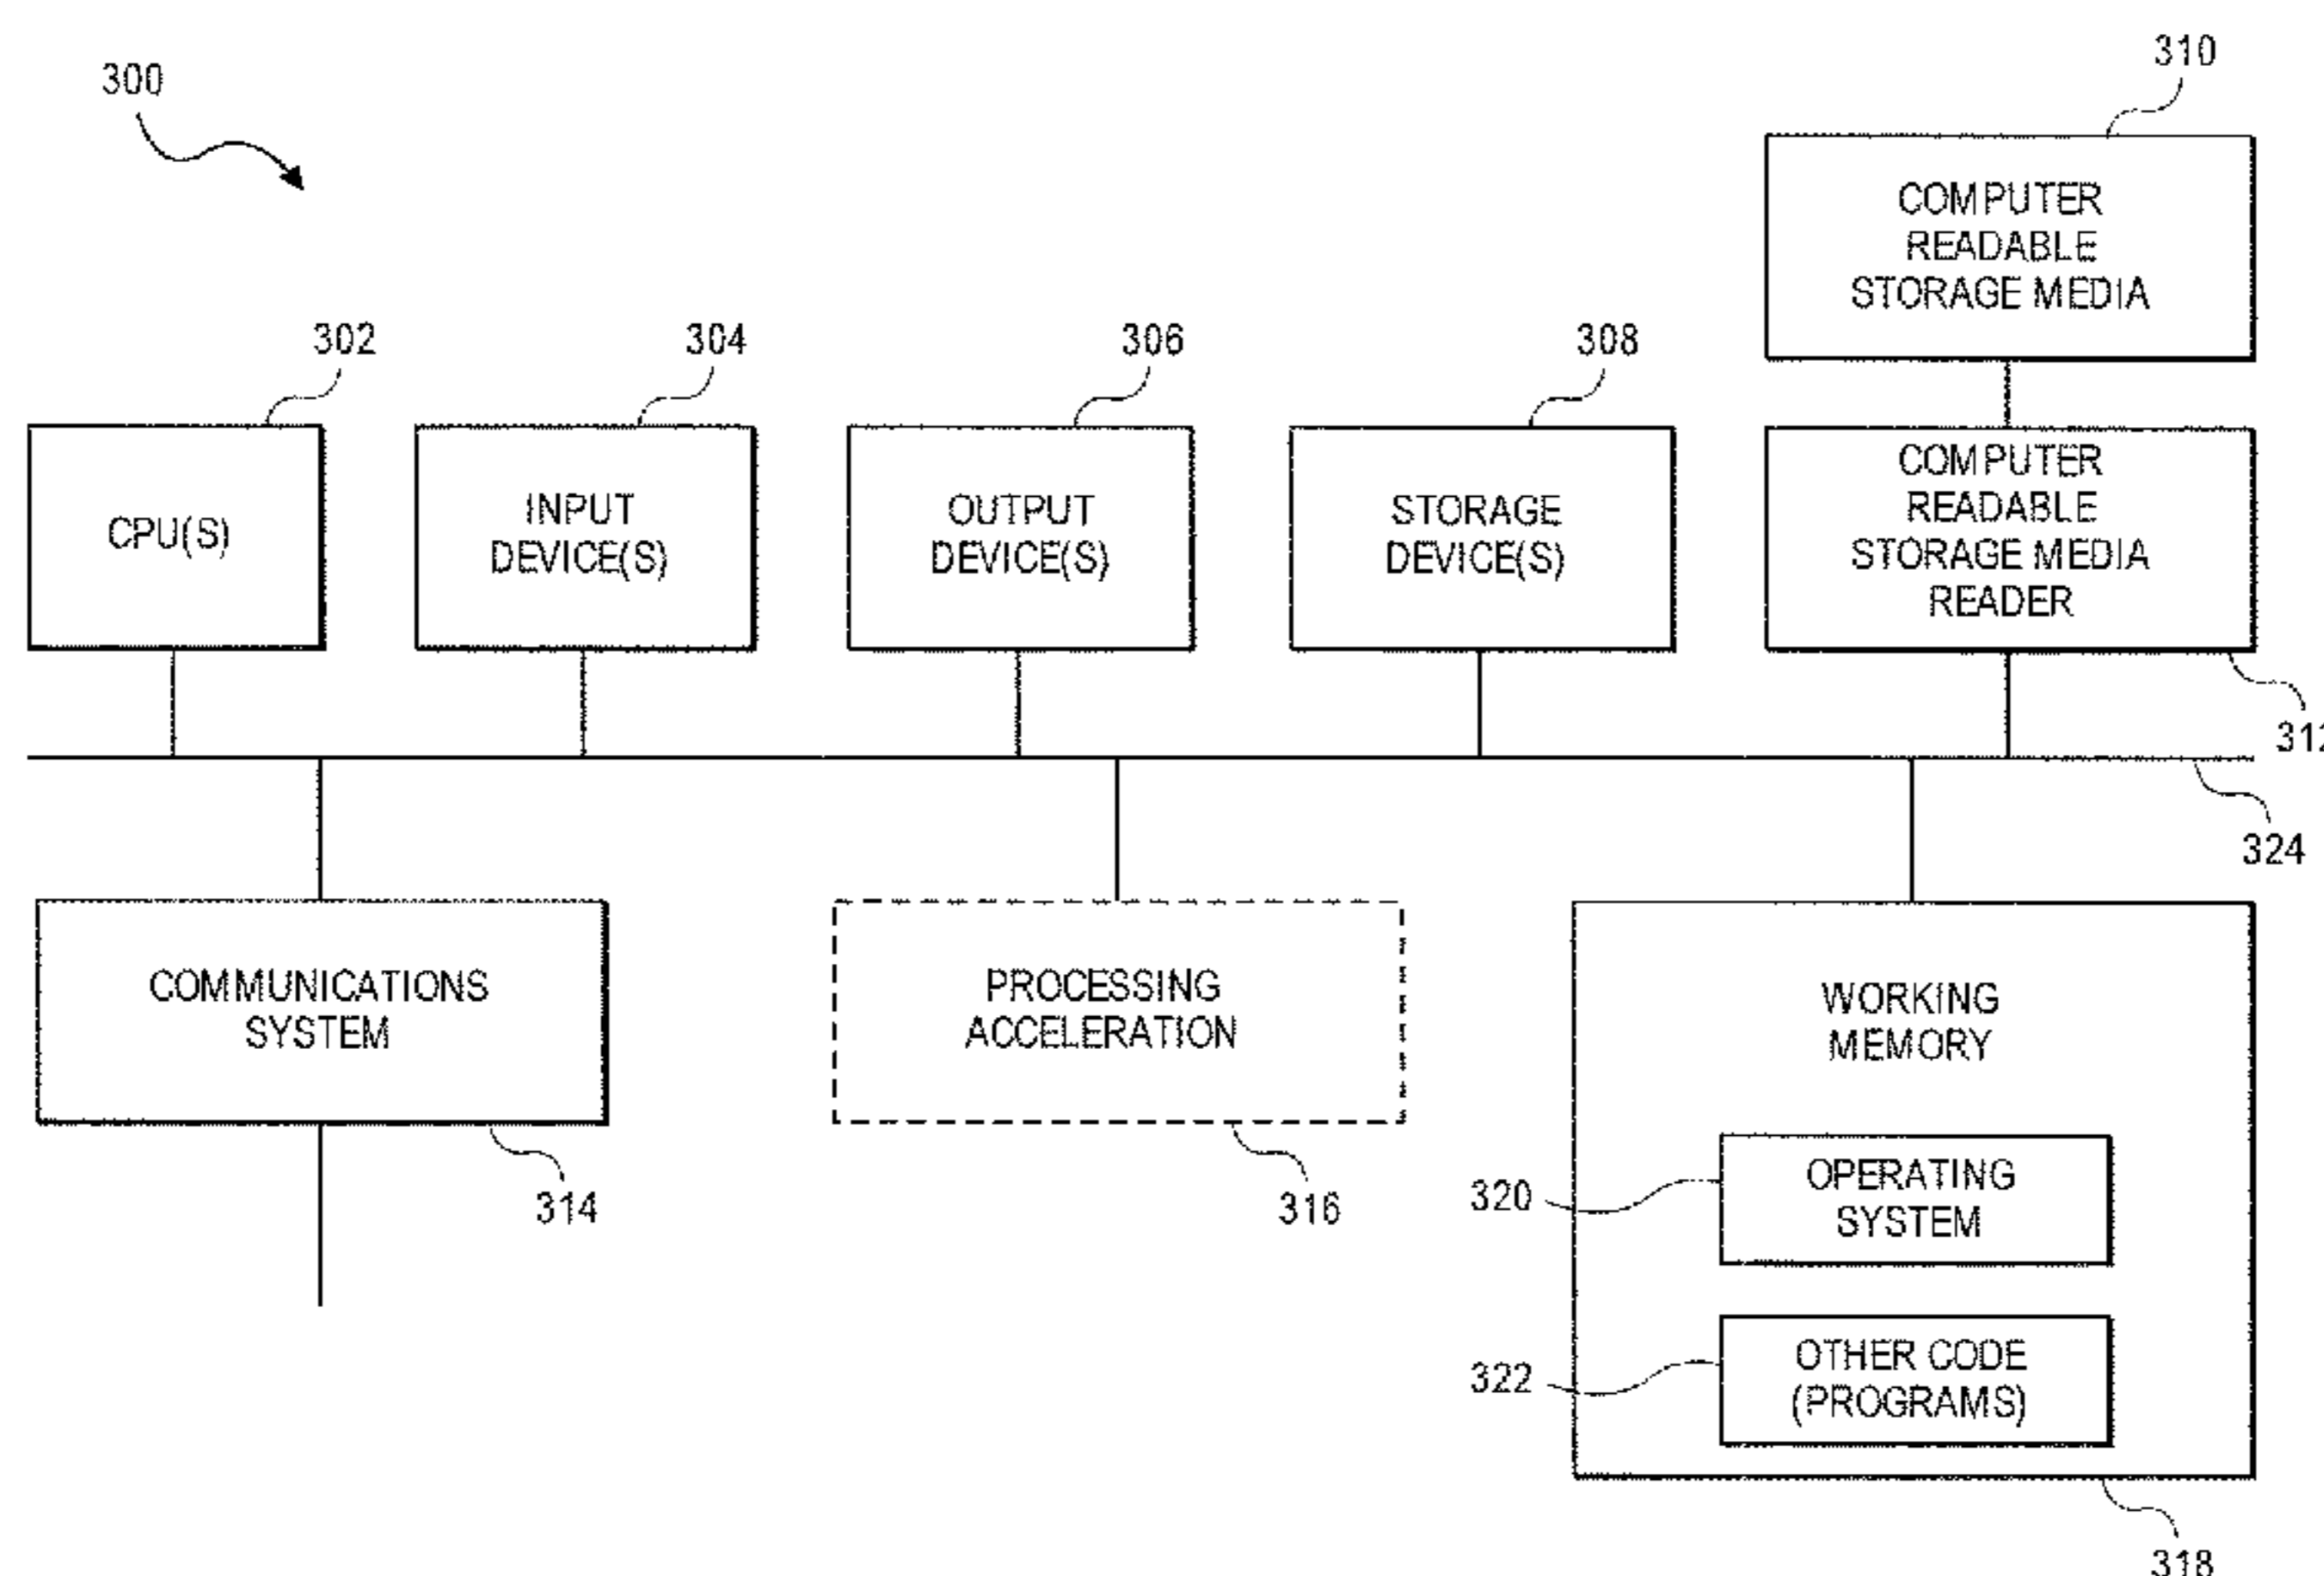 300
310
COMPUTER
READABLE
STORAGE MEDIA
302
304
306
308
CPU(S)
INPUT
DEVICE(S)
OUTPUT
DEVICE(S)
STORAGE
DEVICE(S)
COMPUTER
READABLE
STORAGE MEDIA
READER
312
324
COMMUNICATIONS
SYSTEM
314
PROCESSING
ACCELERATION
316
WORKING
MEMORY
320
OPERATING
SYSTEM
322
OTHER CODE
(PROGRAMS)
318